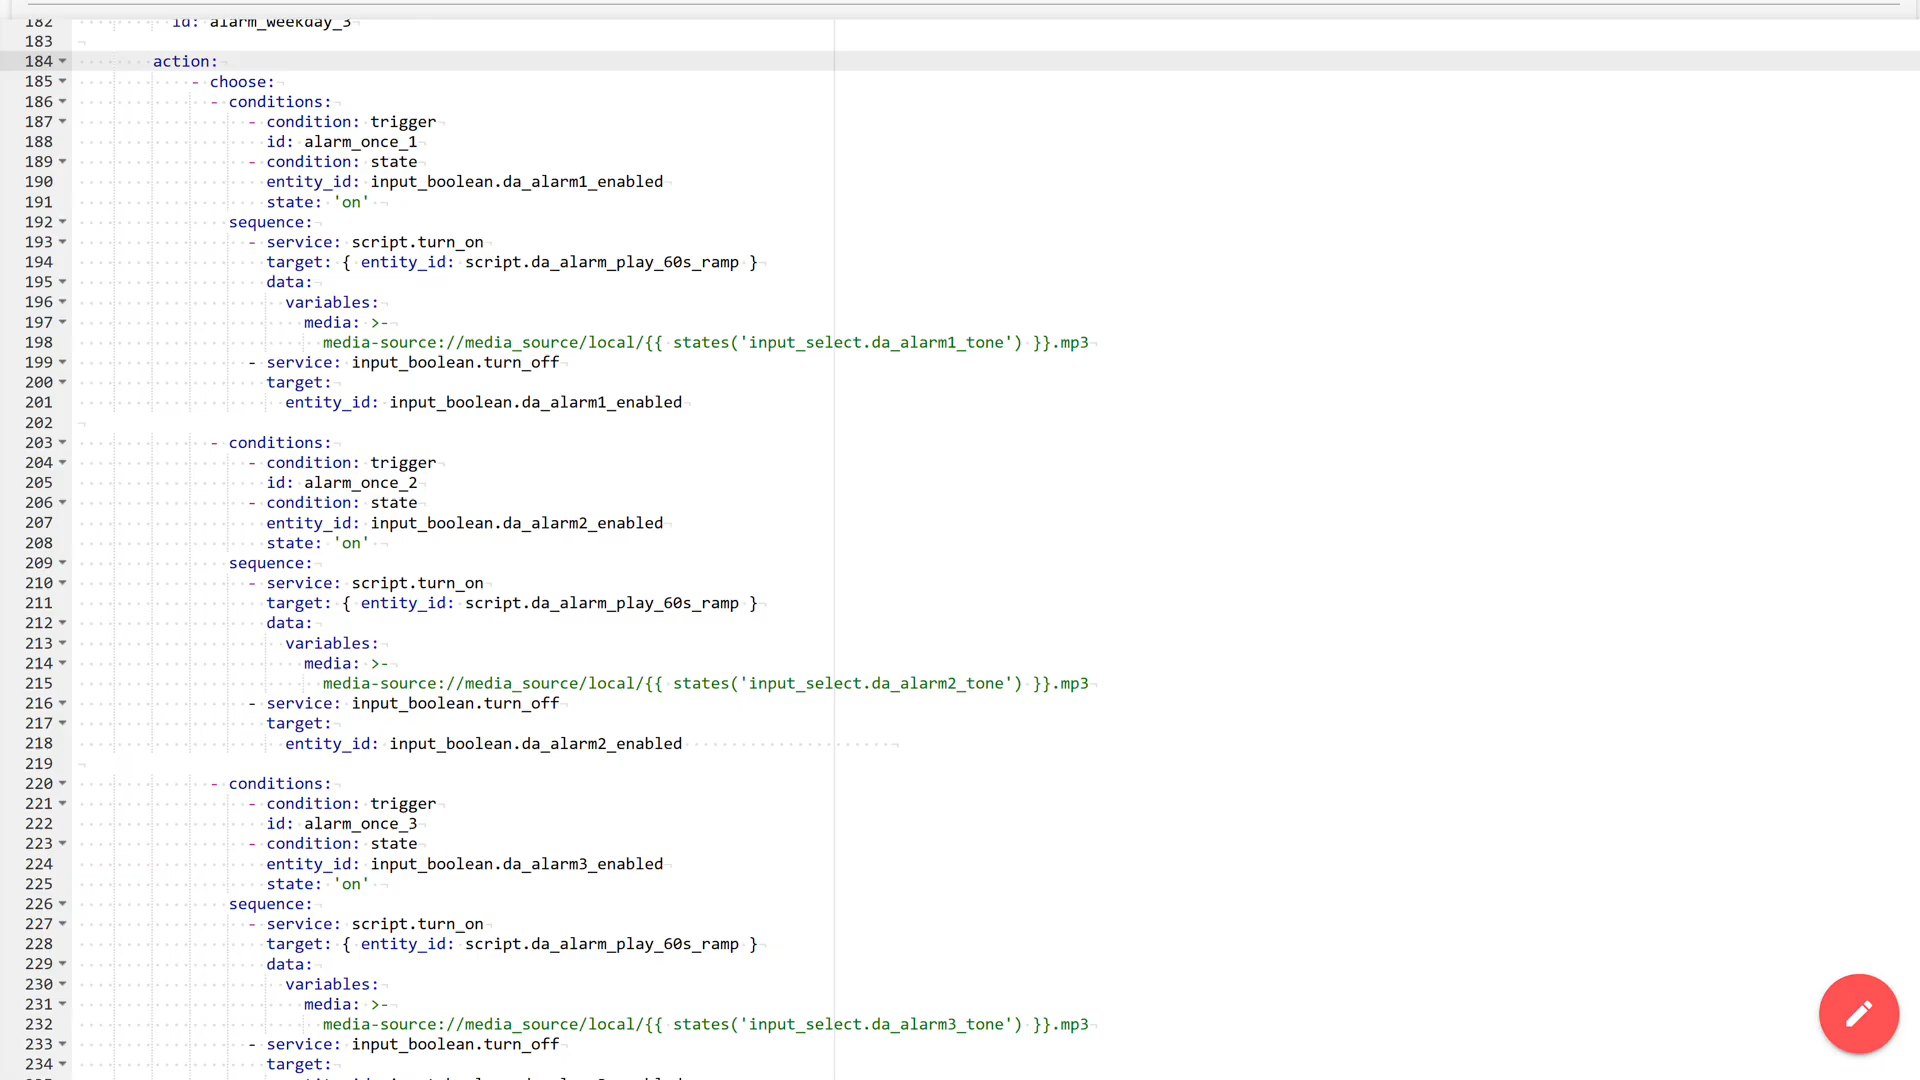 182 id: alarm_weekday_3
183
184 action:
185 - choose:
186 - conditions:
187 - condition: trigger
188 id: alarm_once_1
189 - condition: state
190 entity_id: input_boolean.da_alarm1_enabled
191 state: 'on'
192 sequence:
193 - service: script.turn_on
194 target: { entity_id: script.da_alarm_play_60s_ramp }
195 data:
196 variables:
197 media: >-
198 media-source://media_source/local/{{ states('input_select.da_alarm1_tone') }}.mp3
199 - service: input_boolean.turn_off
200 target:
201 entity_id: input_boolean.da_alarm1_enabled
202
203 - conditions:
204 - condition: trigger
205 id: alarm_once_2
206 - condition: state
207 entity_id: input_boolean.da_alarm2_enabled
208 state: 'on'
209 sequence:
210 - service: script.turn_on
211 target: { entity_id: script.da_alarm_play_60s_ramp }
212 data:
213 variables:
214 media: >-
215 media-source://media_source/local/{{ states('input_select.da_alarm2_tone') }}.mp3
216 - service: input_boolean.turn_off
217 target:
218 entity_id: input_boolean.da_alarm2_enabled
219
220 - conditions:
221 - condition: trigger
222 id: alarm_once_3
223 - condition: state
224 entity_id: input_boolean.da_alarm3_enabled
225 state: 'on'
226 sequence:
227 - service: script.turn_on
228 target: { entity_id: script.da_alarm_play_60s_ramp }
229 data:
230 variables:
231 media: >-
232 media-source://media_source/local/{{ states('input_select.da_alarm3_tone') }}.mp3
233 - service: input_boolean.turn_off
234 target: